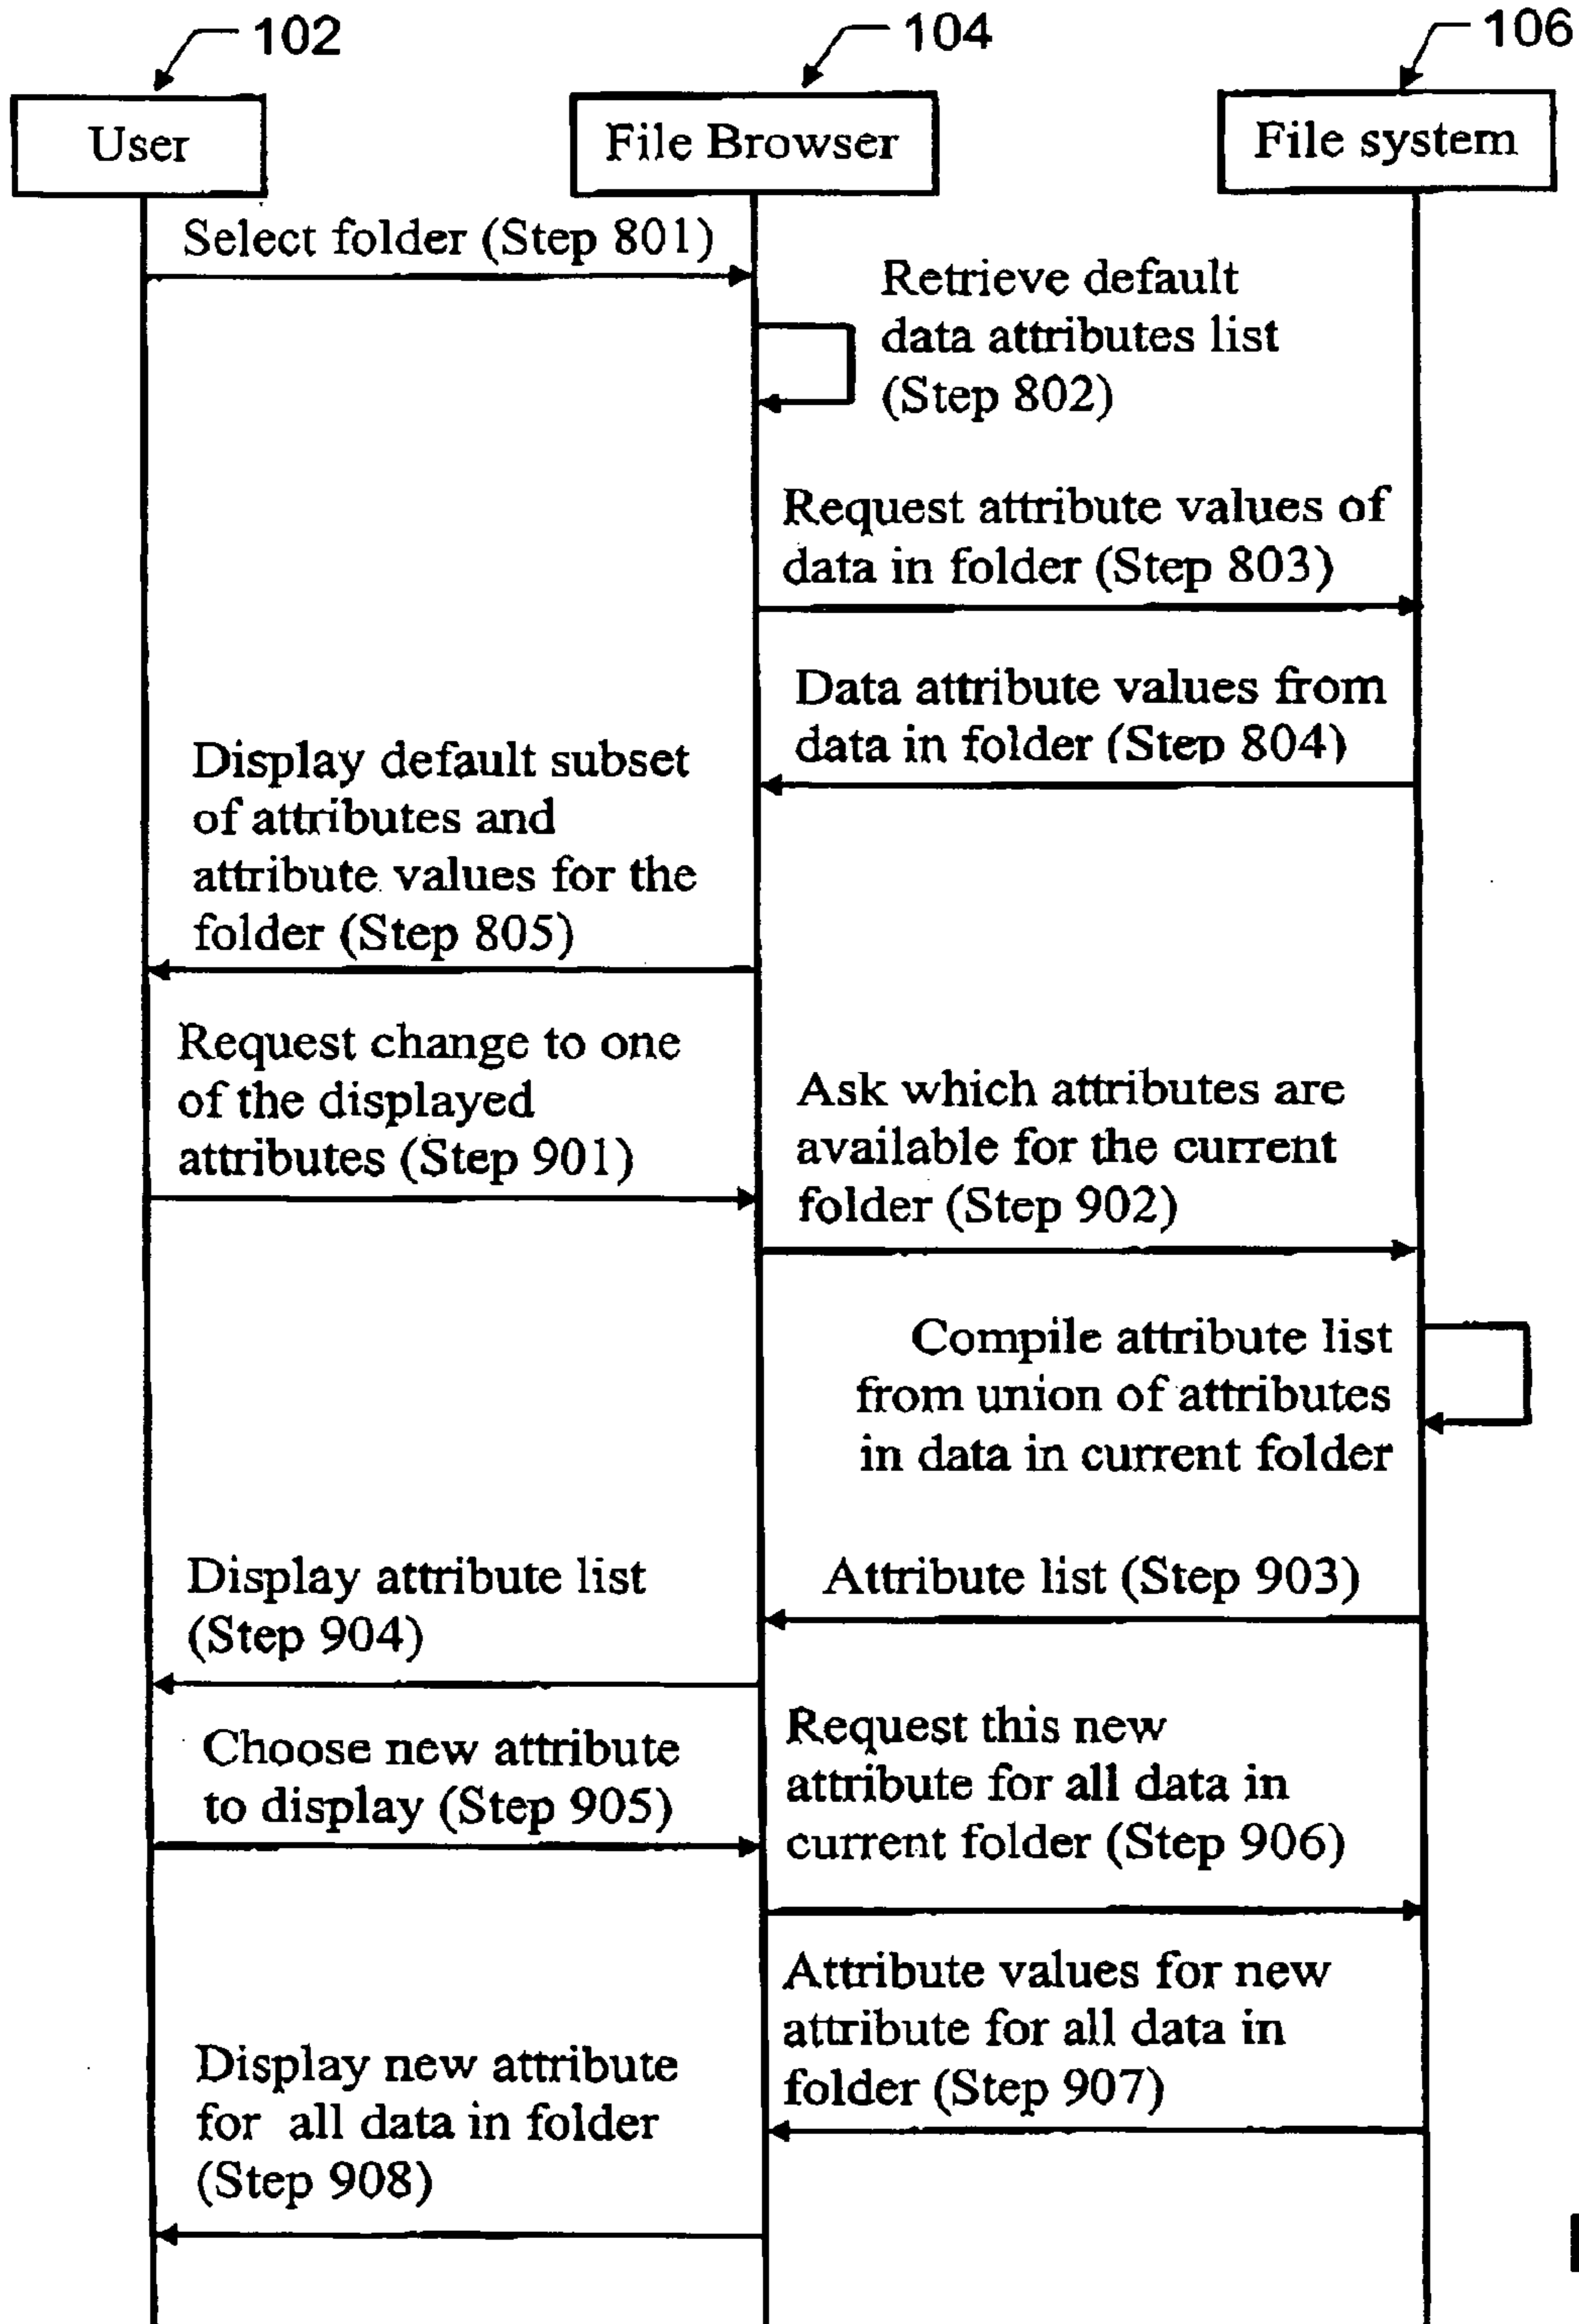 102
104
106
User
File Browser
File system
Select folder (Step 801)
Retrieve default
data attributes list
(Step 802)
Request attribute values of
data in folder (Step 803)
Data attribute values from
data in folder (Step 804)
Display default subset
of attributes and
attribute values for the
folder (Step 805)
Request change to one
of the displayed
attributes (Step 901)
Ask which attributes are
available for the current
folder (Step 902)
Compile attribute list
from union of attributes
in data in current folder
Attribute list (Step 903)
Display attribute list
(Step 904)
Choose new attribute
to display (Step 905)
Request this new
attribute for all data in
current folder (Step 906)
Attribute values for new
attribute for all data in
folder (Step 907)
Display new attribute
for all data in folder
(Step 908)